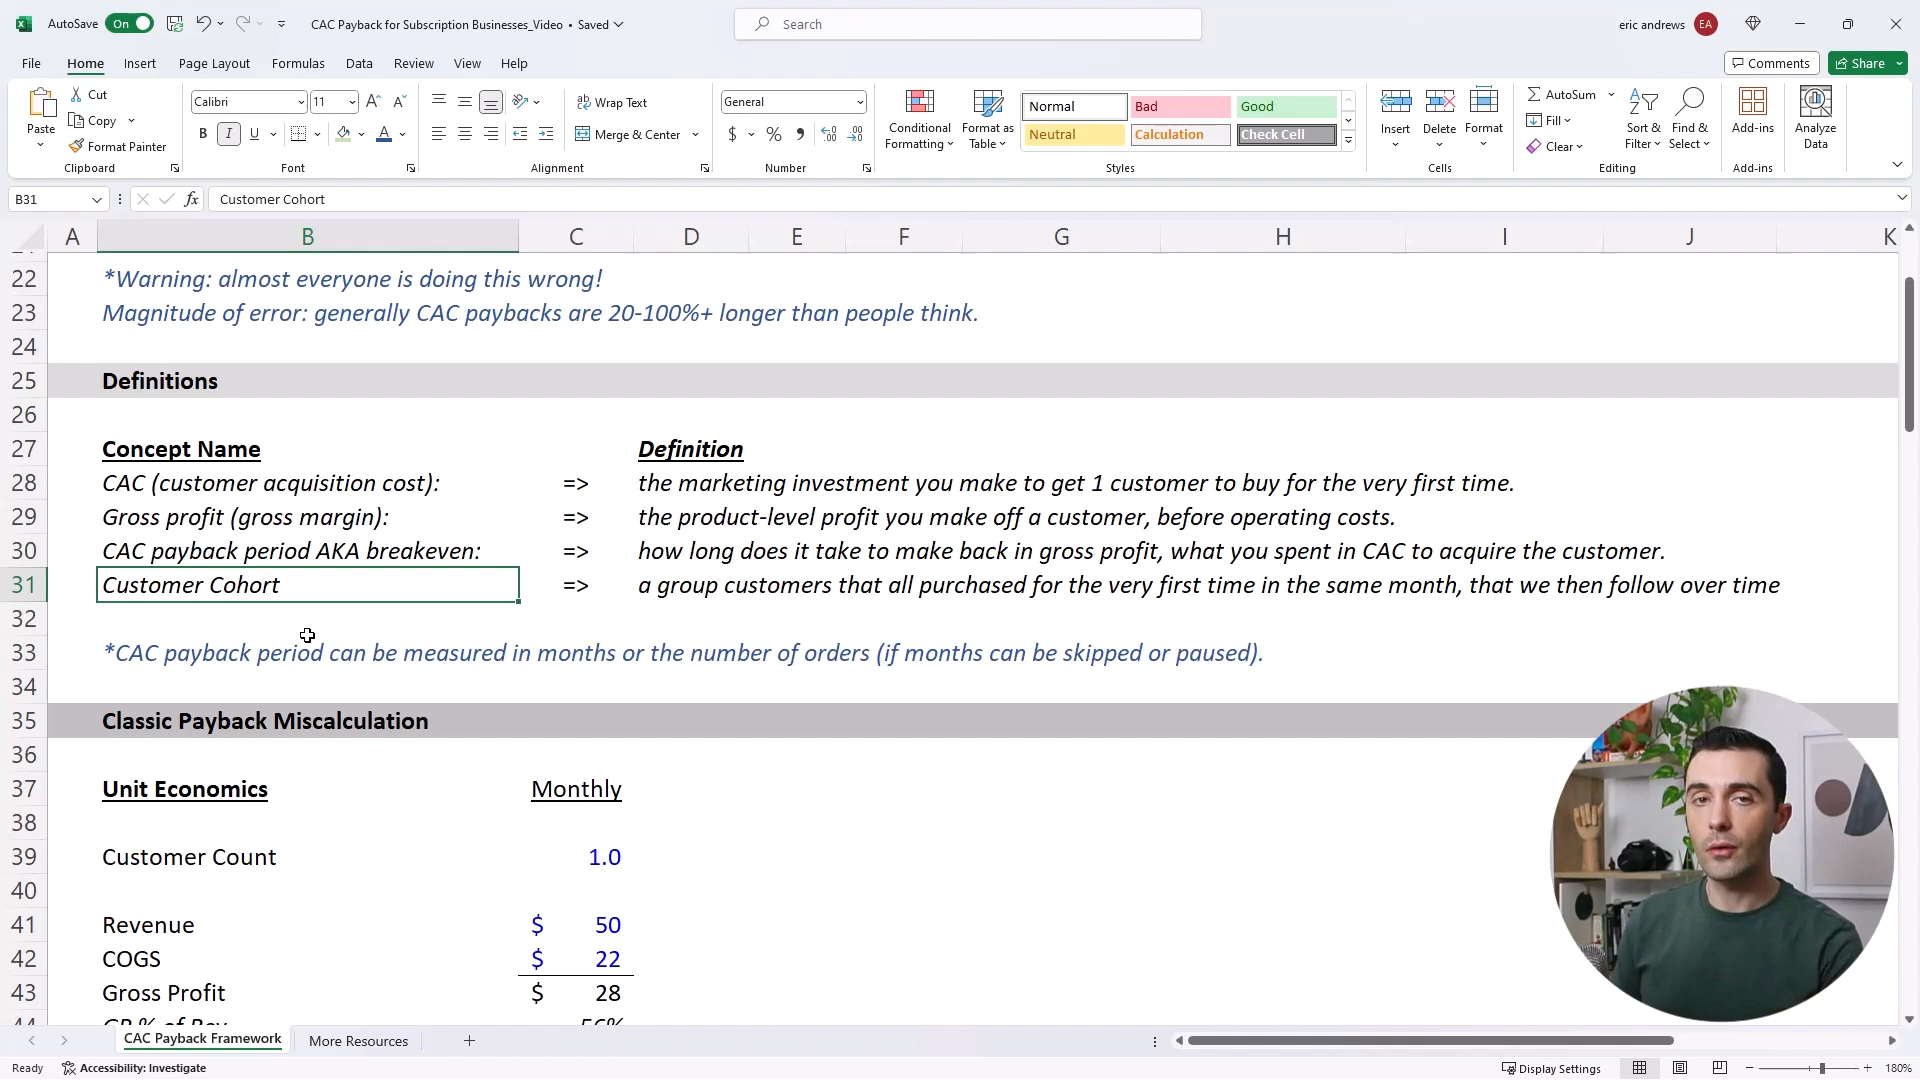 AutoSave On CAC Payback for Subscription Businesses_Video • Saved Search eric andrews EA
File Home Insert Page Layout Formulas Data Review View Help Comments Share
Paste Cut Copy Format Painter
Calibri 11 B I U
Wrap Text Merge & Center
General $ %
Conditional Formatting Format as Table
Normal Bad Good
Neutral Calculation Check Cell
Insert Delete Format
AutoSum Fill Clear Sort & Filter Find & Select
Add-ins Analyze Data
Clipboard Font Alignment Number Styles Cells Editing Add-ins
B31 fx Customer Cohort
A B C D E F G H I J K
22 *Warning: almost everyone is doing this wrong!
23 Magnitude of error: generally CAC paybacks are 20-100%+ longer than people think.
24
25 Definitions
26
27 Concept Name Definition
28 CAC (customer acquisition cost): => the marketing investment you make to get 1 customer to buy for the very first time.
29 Gross profit (gross margin): => the product-level profit you make off a customer, before operating costs.
30 CAC payback period AKA breakeven: => how long does it take to make back in gross profit, what you spent in CAC to acquire the customer.
31 Customer Cohort => a group customers that all purchased for the very first time in the same month, that we then follow over time
32
33 *CAC payback period can be measured in months or the number of orders (if months can be skipped or paused).
34
35 Classic Payback Miscalculation
36
37 Unit Economics Monthly
38
39 Customer Count 1.0
40
41 Revenue $ 50
42 COGS $ 22
43 Gross Profit $ 28
44 GP % of Rev 56%
CAC Payback Framework More Resources +
Ready Accessibility: Investigate Display Settings − + 180%